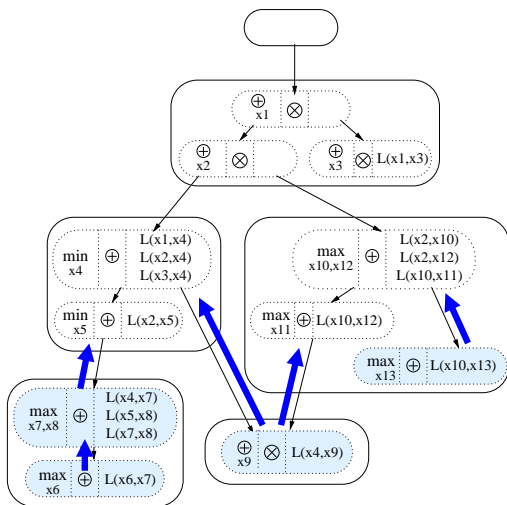 ⊕
x1 ⊗
⊕
x2 ⊗
⊕
x3 ⊗ L(x1,x3)
min
x4 ⊕
L(x1,x4)
L(x2,x4)
L(x3,x4)
max
x10,x12 ⊕
L(x2,x10)
L(x2,x12)
L(x10,x11)
min
x5 ⊕ L(x2,x5)
max
x11 ⊕ L(x10,x12)
max
x13 ⊕ L(x10,x13)
max
x7,x8 ⊕
L(x4,x7)
L(x5,x8)
L(x7,x8)
⊕
x9 ⊗ L(x4,x9)
max
x6 ⊕ L(x6,x7)